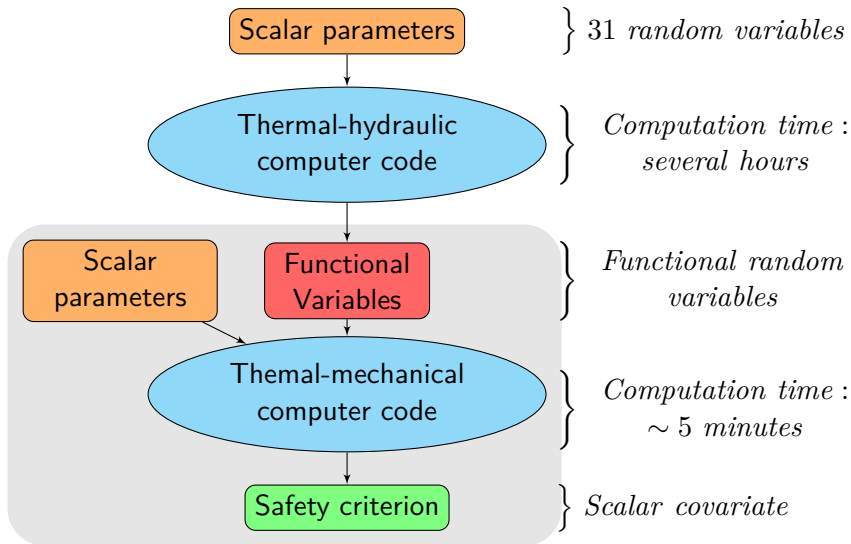 Scalar parameters
} 31 random variables
Thermal-hydraulic
computer code
Computation time :
several hours
Scalar
parameters
Functional
Variables
Functional random
variables
Themal-mechanical
computer code
Computation time :
∼ 5 minutes
Safety criterion
} Scalar covariate